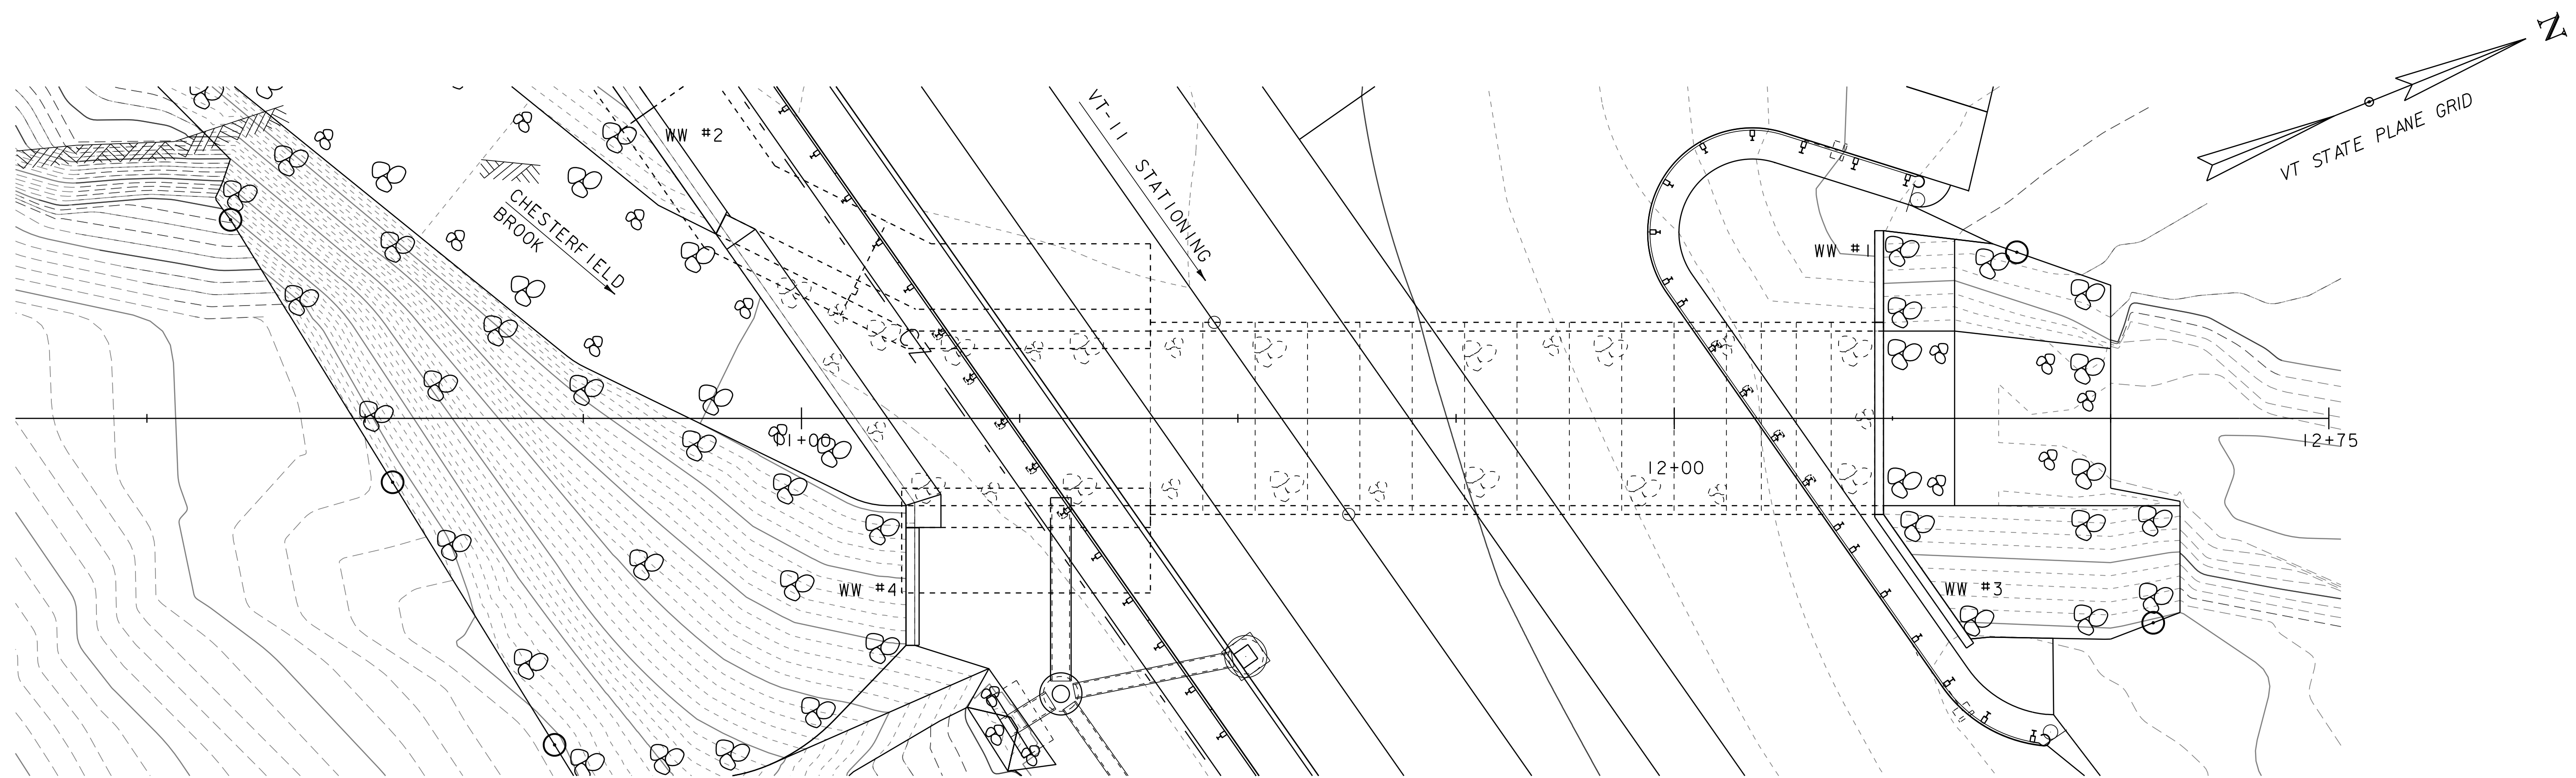 N
VT STATE PLANE GRID
WW #2
VT-11 STATIONING
CHESTERFIELD
BROOK
WW #1
11+00
12+00
12+75
WW #4
WW #3